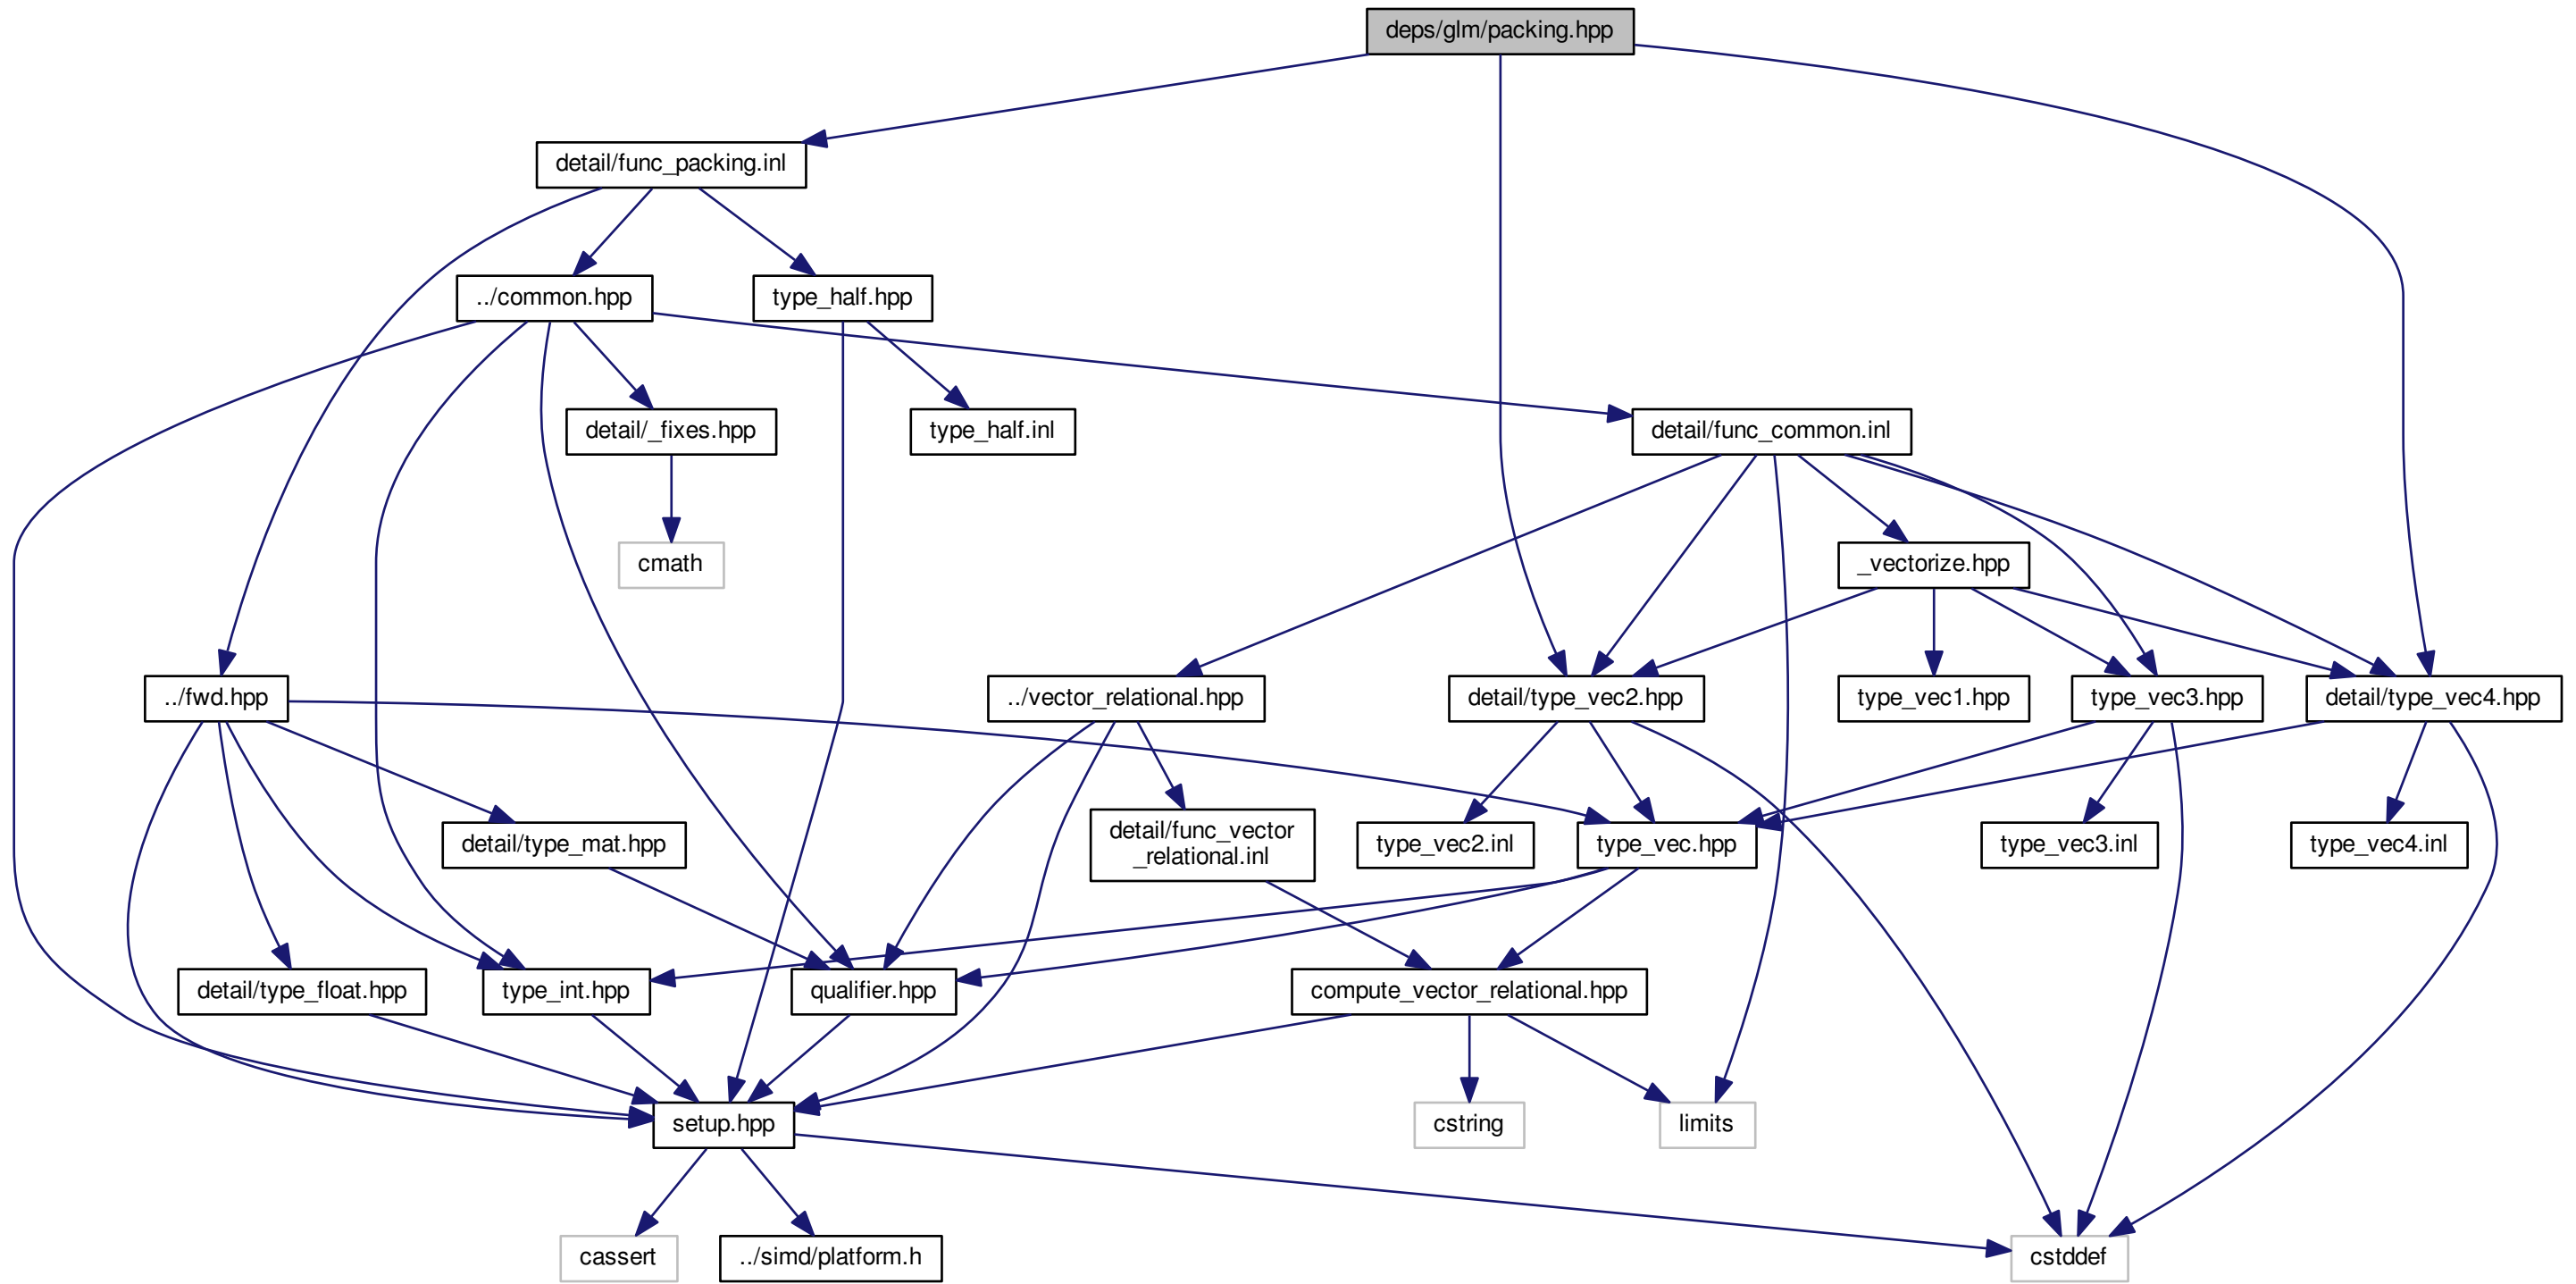 deps/glm/packing.hpp
detail/func_packing.inl
../common.hpp
type_half.hpp
detail/_fixes.hpp
type_half.inl
detail/func_common.inl
cmath
_vectorize.hpp
../fwd.hpp
../vector_relational.hpp
detail/type_vec2.hpp
type_vec1.hpp
type_vec3.hpp
detail/type_vec4.hpp
detail/type_mat.hpp
detail/func_vector
_relational.inl
type_vec2.inl
type_vec.hpp
type_vec3.inl
type_vec4.inl
detail/type_float.hpp
type_int.hpp
qualifier.hpp
compute_vector_relational.hpp
setup.hpp
cstring
limits
cassert
../simd/platform.h
cstddef